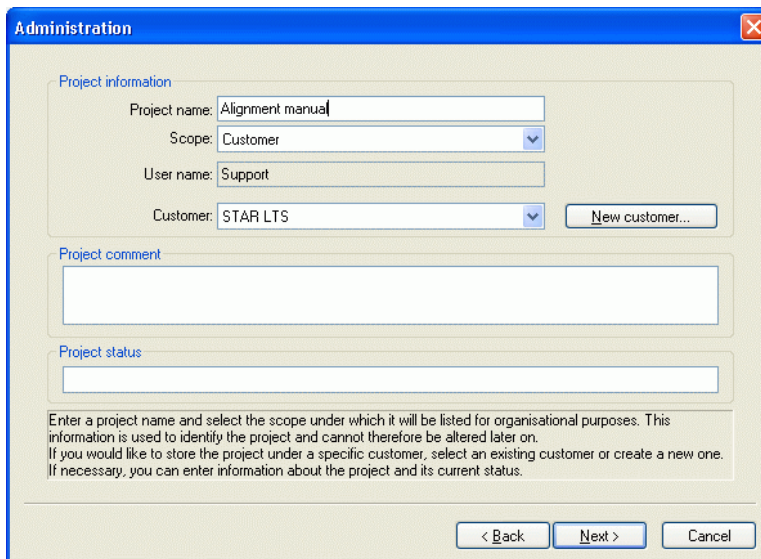 Administration
Project information
Project name: Alignment manual
Scope: Customer
User name: Support
Customer: STAR LTS New customer...
Project comment
Project status
Enter a project name and select the scope under which it will be listed for organisational purposes. This
information is used to identify the project and cannot therefore be altered later on.
If you would like to store the project under a specific customer, select an existing customer or create a new one.
If necessary, you can enter information about the project and its current status.
< Back Next > Cancel